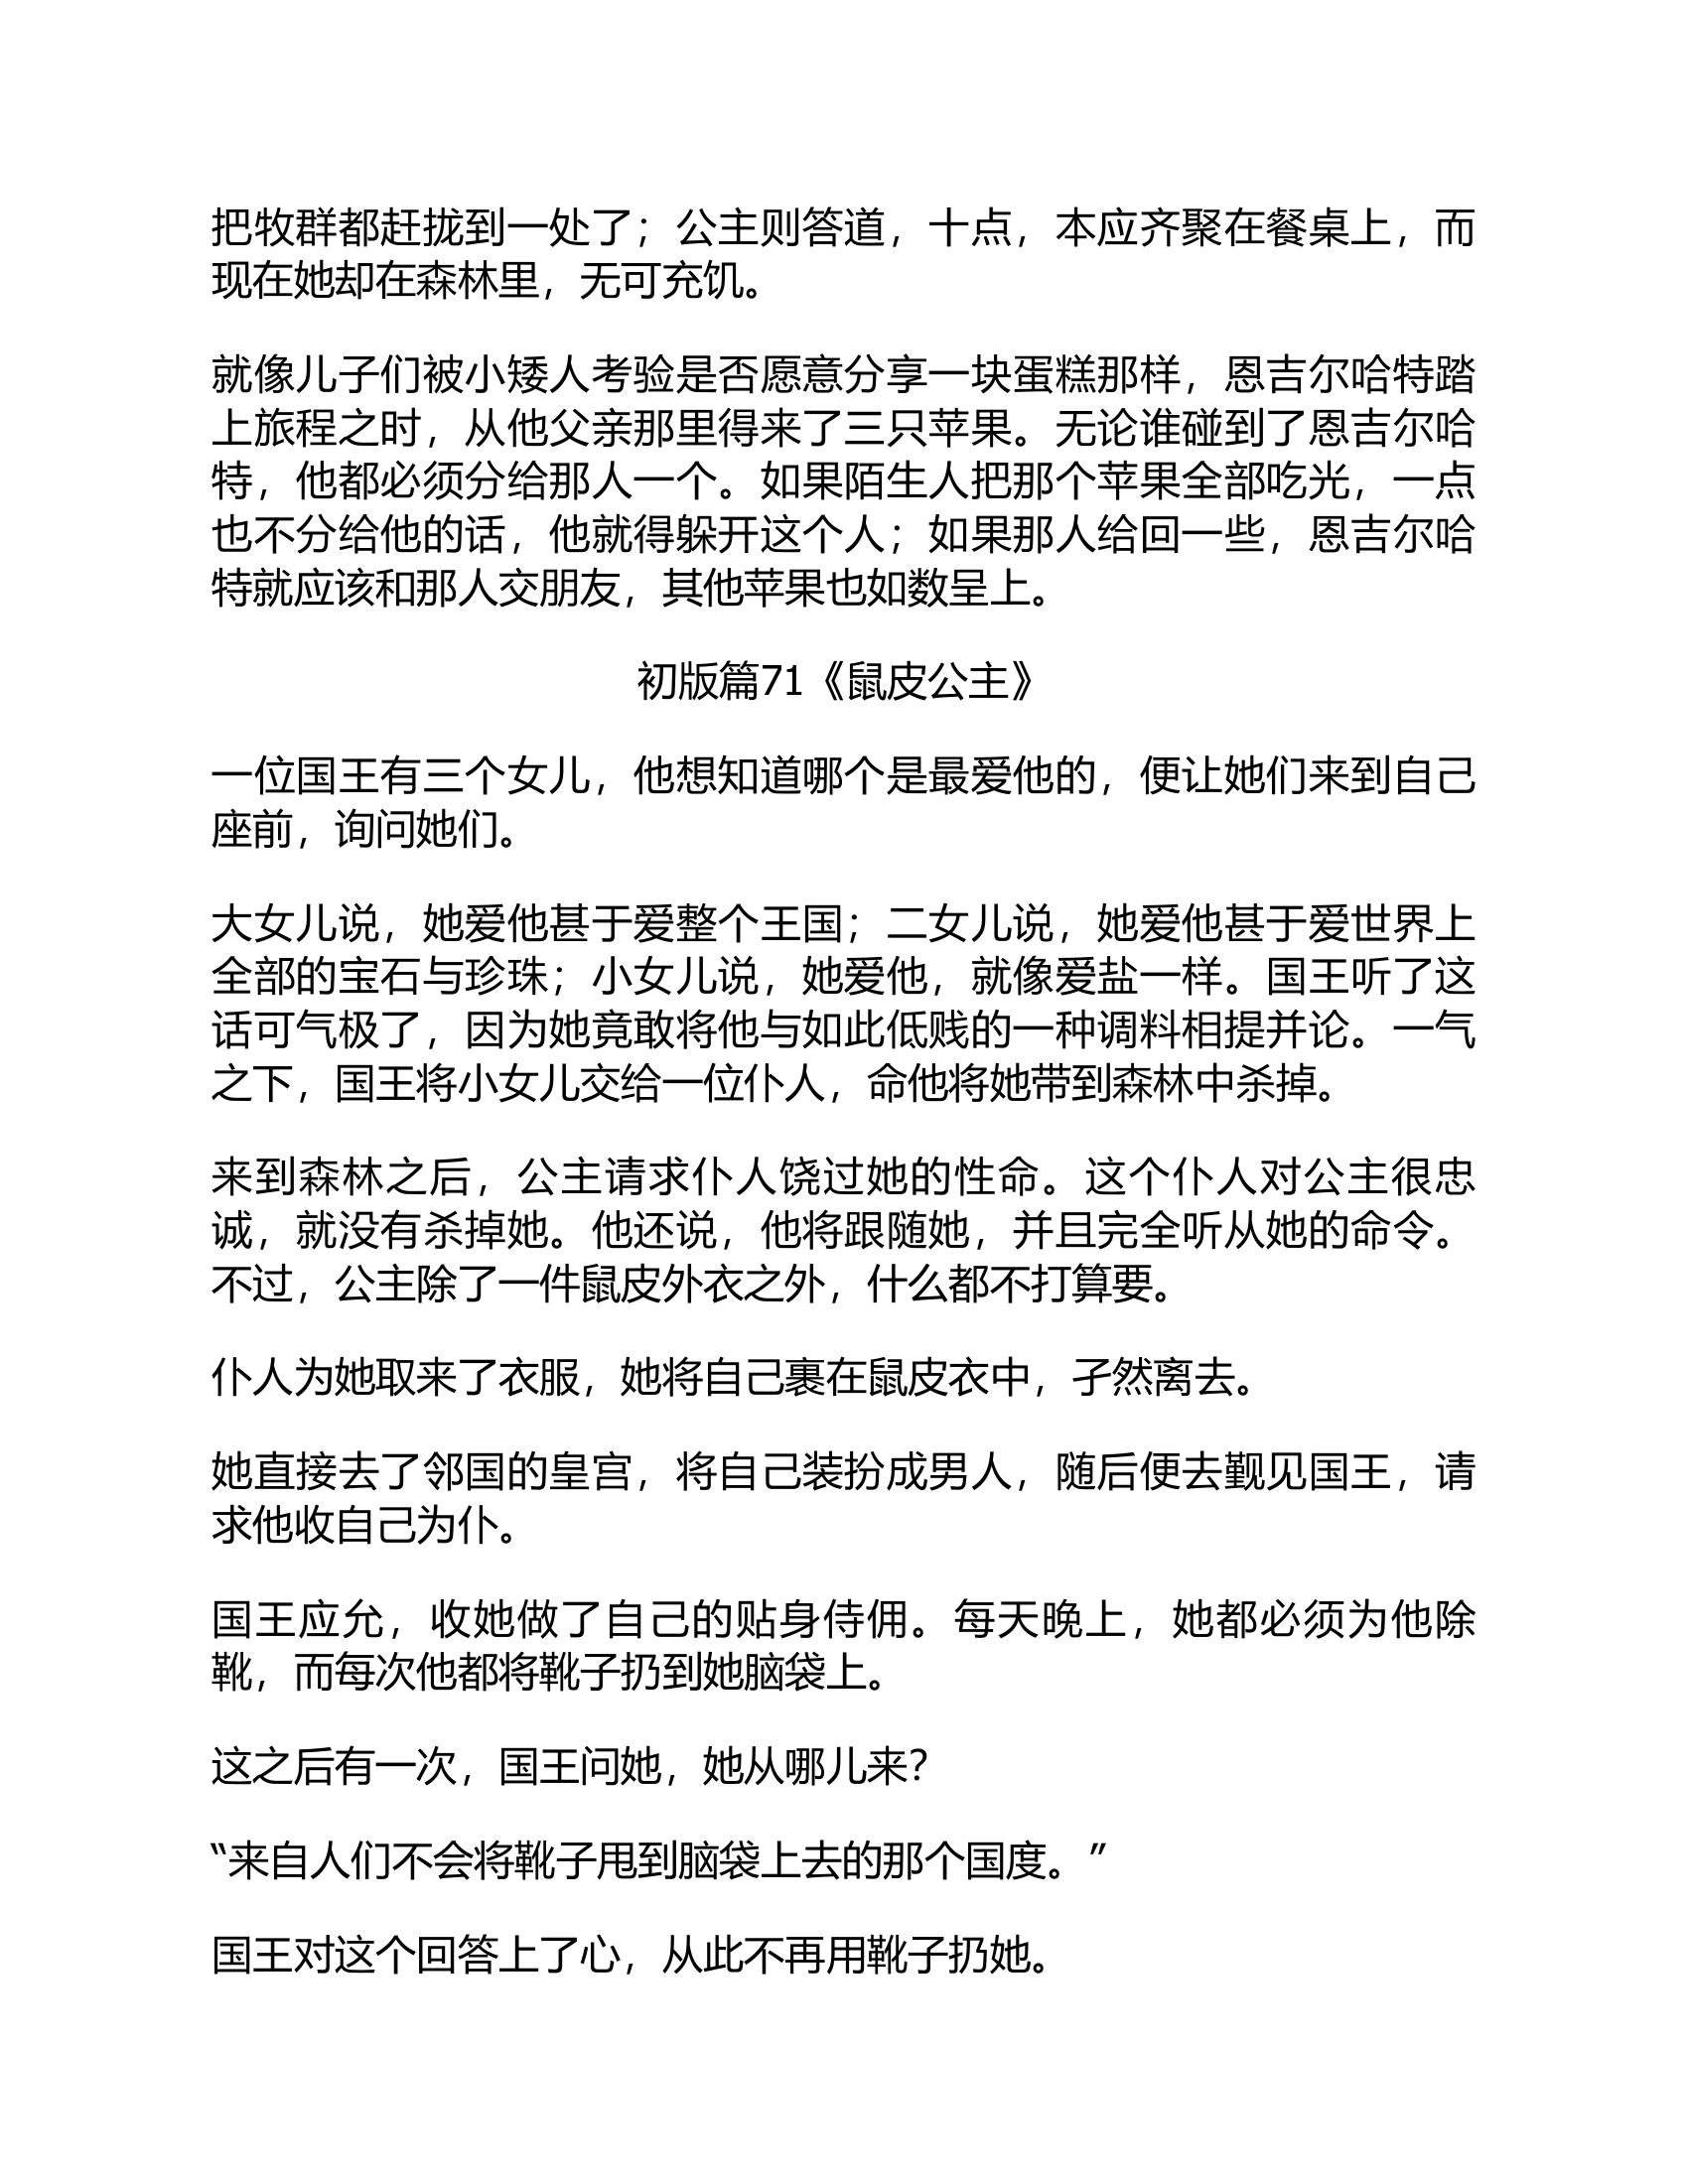 把牧群都赶拢到一处了；公主则答道，十点，本应齐聚在餐桌上，而
现在她却在森林里，无可充饥。
就像儿子们被小矮人考验是否愿意分享一块蛋糕那样，恩吉尔哈特踏
上旅程之时，从他父亲那里得来了三只苹果。无论谁碰到了恩吉尔哈
特，他都必须分给那人一个。如果陌生人把那个苹果全部吃光，一点
也不分给他的话，他就得躲开这个人；如果那人给回一些，恩吉尔哈
特就应该和那人交朋友，其他苹果也如数呈上。
初版篇71《鼠皮公主》
一位国王有三个女儿，他想知道哪个是最爱他的，便让她们来到自己
座前，询问她们。
大女儿说，她爱他甚于爱整个王国；二女儿说，她爱他甚于爱世界上
全部的宝石与珍珠；小女儿说，她爱他，就像爱盐一样。国王听了这
话可气极了，因为她竟敢将他与如此低贱的一种调料相提并论。一气
之下，国王将小女儿交给一位仆人，命他将她带到森林中杀掉。
来到森林之后，公主请求仆人饶过她的性命。这个仆人对公主很忠
诚，就没有杀掉她。他还说，他将跟随她，并且完全听从她的命令。
不过，公主除了一件鼠皮外衣之外，什么都不打算要。
仆人为她取来了衣服，她将自己裹在鼠皮衣中，孑然离去。
她直接去了邻国的皇宫，将自己装扮成男人，随后便去觐见国王，请
求他收自己为仆。
国王应允，收她做了自己的贴身侍佣。每天晚上，她都必须为他除
靴，而每次他都将靴子扔到她脑袋上。
这之后有一次，国王问她，她从哪儿来？
“来自人们不会将靴子甩到脑袋上去的那个国度。”
国王对这个回答上了心，从此不再用靴子扔她。